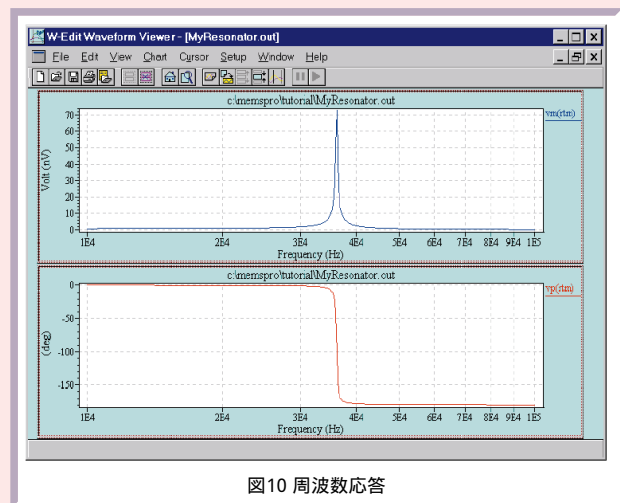 W-Edit Waveform Viewer - [MyResonator.out]
File Edit View Chart Cursor Setup Window Help
c:\memspro\tutorial\MyResonator.out
vm(rtm)
Volt (nV)
70
60
50
40
30
20
10
0
1E4 2E4 3E4 4E4 5E4 6E4 7E4 8E4 9E4 1E5
Frequency (Hz)
c:\memspro\tutorial\MyResonator.out
vp(rtm)
(deg)
0
-50
-100
-150
1E4 2E4 3E4 4E4 5E4 6E4 7E4 8E4 9E4 1E5
Frequency (Hz)
図10 周波数応答